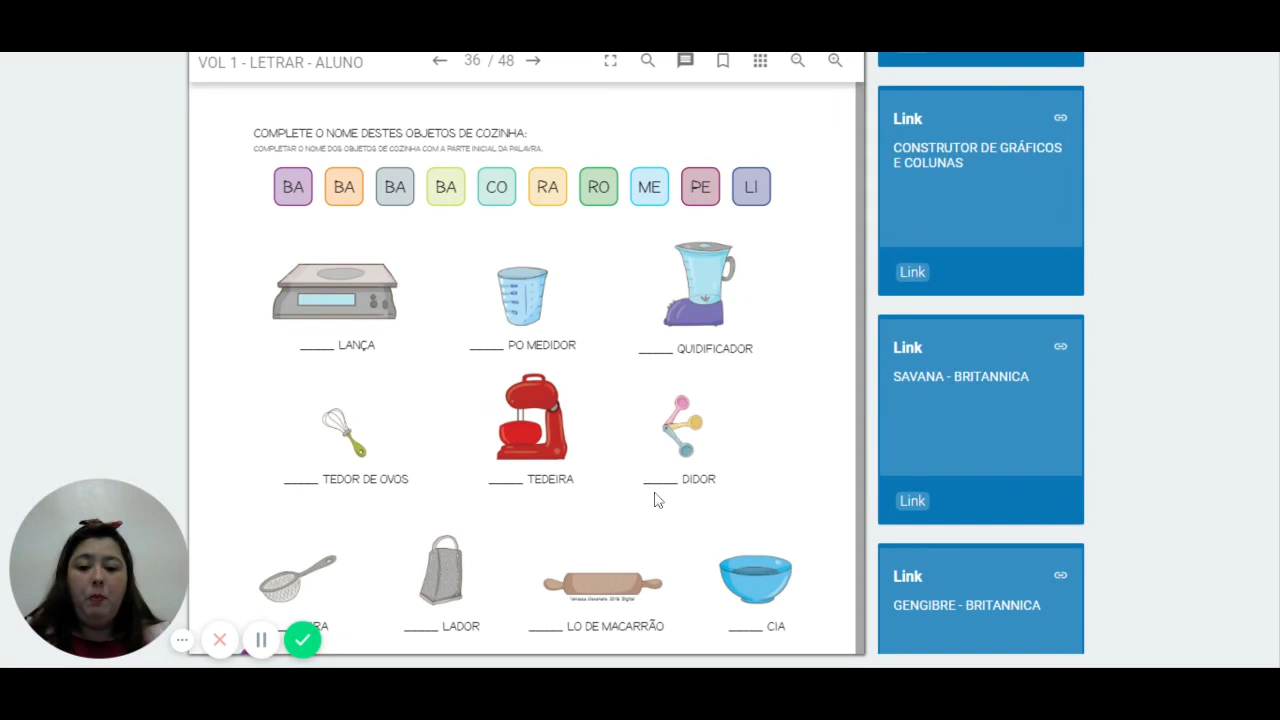 VOL 1 - LETRAR - ALUNO
36 / 48
COMPLETE O NOME DESTES OBJETOS DE COZINHA:
COMPLETAR O NOME DOS OBJETOS DE COZINHA COM A PARTE INICIAL DA PALAVRA.
BA BA BA BA CO RA RO ME PE LI
_____ LANÇA
_____ PO MEDIDOR
_____ QUIDIFICADOR
_____ TEDOR DE OVOS
_____ TEDEIRA
_____ DIDOR
_____ LADOR
_____ LO DE MACARRÃO
_____ CIA
Link
CONSTRUTOR DE GRÁFICOS
E COLUNAS
Link
Link
SAVANA - BRITANNICA
Link
Link
GENGIBRE - BRITANNICA